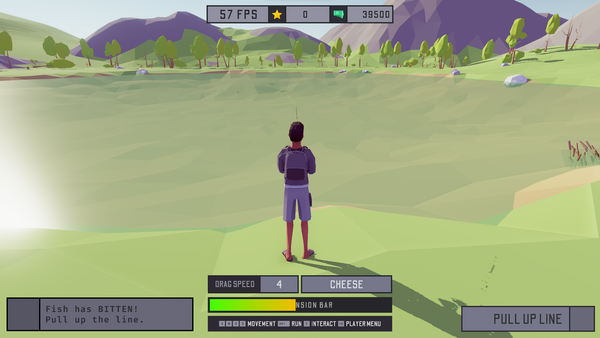 57 FPS 0 39500
DRAG SPEED 4 CHEESE
NSION BAR
MOVEMENT RUN INTERACT PLAYER MENU
Fish has BITTEN!
Pull up the line.
PULL UP LINE